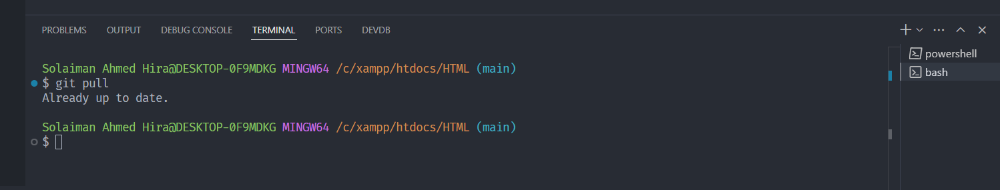 PROBLEMS OUTPUT DEBUG CONSOLE TERMINAL PORTS DEVDB
Solaiman Ahmed Hira@DESKTOP-0F9MDKG MINGW64 /c/xampp/htdocs/HTML (main)
$ git pull
Already up to date.
Solaiman Ahmed Hira@DESKTOP-0F9MDKG MINGW64 /c/xampp/htdocs/HTML (main)
$
powershell
bash